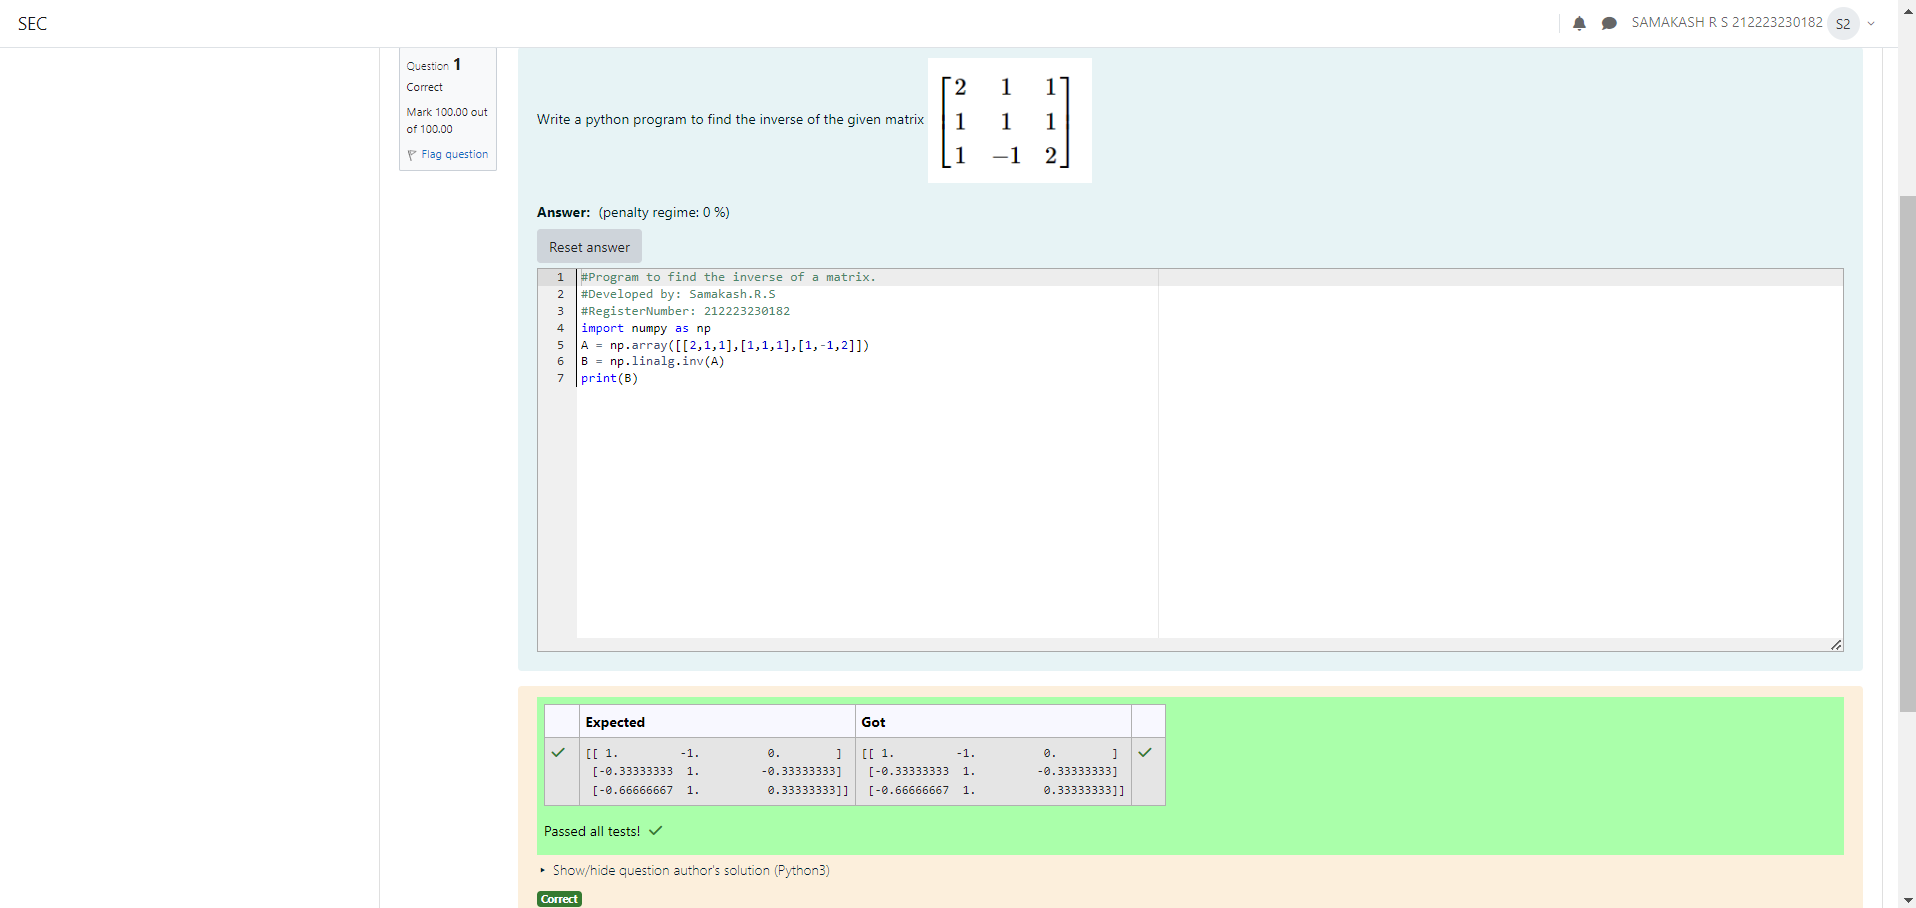 SEC
SAMAKASH R S 212223230182 S2
Question 1
Correct
Mark 100.00 out
of 100.00
Flag question
Write a python program to find the inverse of the given matrix
2 1 1
1 1 1
1 −1 2
Answer: (penalty regime: 0 %)
Reset answer
1 #Program to find the inverse of a matrix.
2 #Developed by: Samakash.R.S
3 #RegisterNumber: 212223230182
4 import numpy as np
5 A = np.array([[2,1,1],[1,1,1],[1,-1,2]])
6 B = np.linalg.inv(A)
7 print(B)
Expected Got
[[ 1. -1. 0. ] [[ 1. -1. 0. ]
[-0.33333333 1. -0.33333333] [-0.33333333 1. -0.33333333]
[-0.66666667 1. 0.33333333]] [-0.66666667 1. 0.33333333]]
Passed all tests!
Show/hide question author's solution (Python3)
Correct